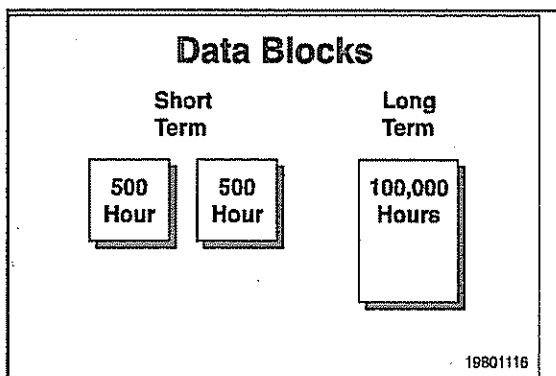 Data Blocks
Short
Term
Long
Term
500
Hour
500
Hour
100,000
Hours
19801116